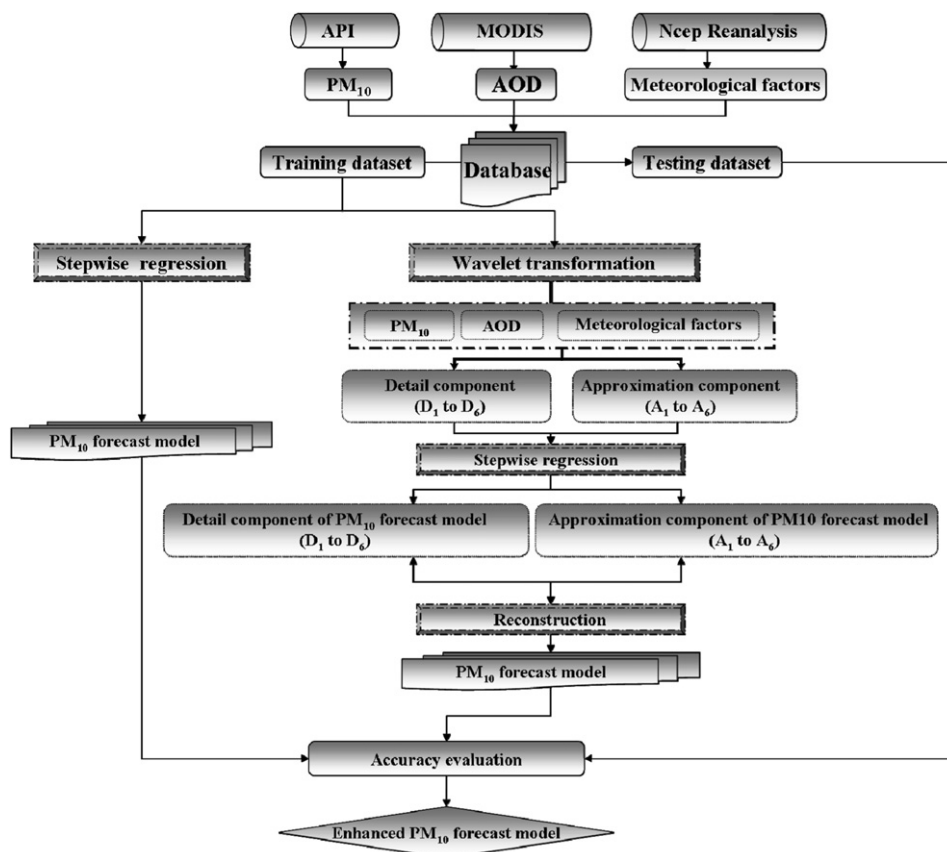 API
MODIS
Ncep Reanalysis
PM₁₀
AOD
Meteorological factors
Training dataset
Database
Testing dataset
Stepwise regression
Wavelet transformation
PM₁₀
AOD
Meteorological factors
Detail component
(D₁ to D₆)
Approximation component
(A₁ to A₆)
PM₁₀ forecast model
Stepwise regression
Detail component of PM₁₀ forecast model
(D₁ to D₆)
Approximation component of PM10 forecast model
(A₁ to A₆)
Reconstruction
PM₁₀ forecast model
Accuracy evaluation
Enhanced PM₁₀ forecast model